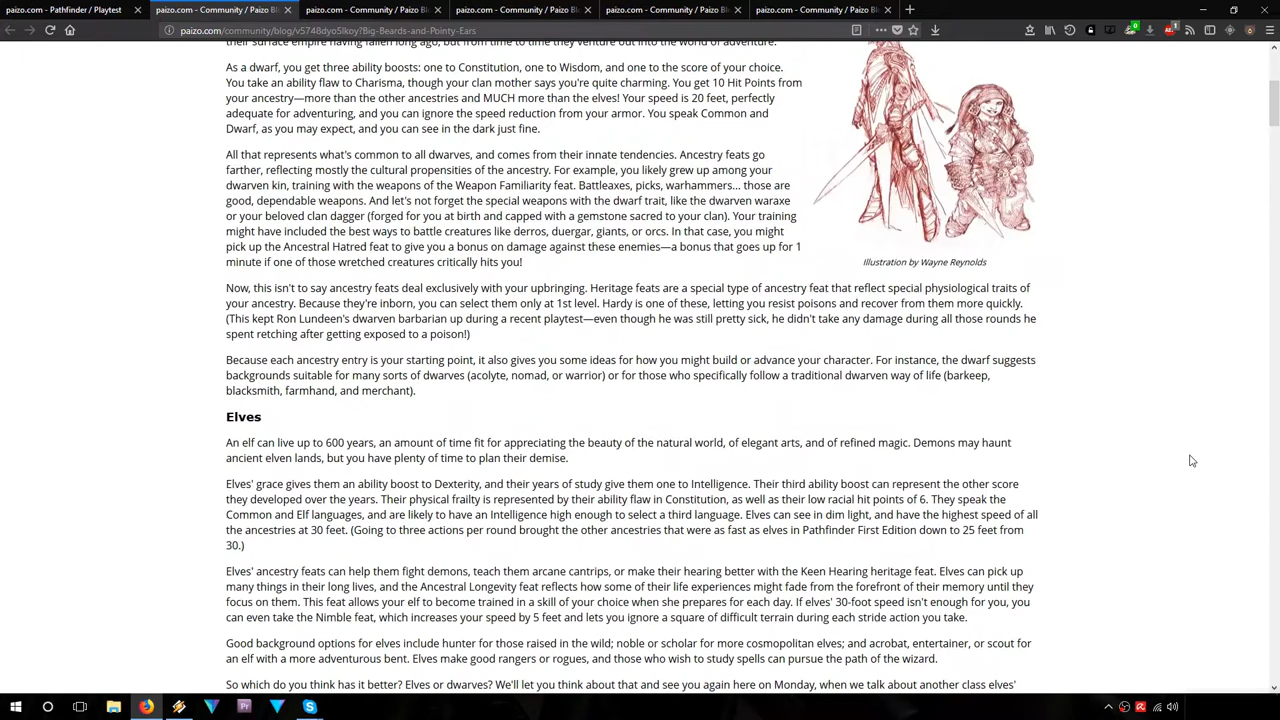 paizo.com - Pathfinder / Playtest
paizo.com - Community / Paizo Bl
paizo.com - Community / Paizo Bl
paizo.com - Community / Paizo Bl
paizo.com - Community / Paizo Bl
paizo.com - Community / Paizo Bl
paizo.com/community/blog/v5748dyo5lkoy?Big-Beards-and-Pointy-Ears
their surface empire having fallen long ago, but from time to time they venture out into the world of adventure.
As a dwarf, you get three ability boosts: one to Constitution, one to Wisdom, and one to the score of your choice.
You take an ability flaw to Charisma, though your clan mother says you're quite charming. You get 10 Hit Points from
your ancestry—more than the other ancestries and MUCH more than the elves! Your speed is 20 feet, perfectly
adequate for adventuring, and you can ignore the speed reduction from your armor. You speak Common and
Dwarf, as you may expect, and you can see in the dark just fine.
All that represents what's common to all dwarves, and comes from their innate tendencies. Ancestry feats go
farther, reflecting mostly the cultural propensities of the ancestry. For example, you likely grew up among your
dwarven kin, training with the weapons of the Weapon Familiarity feat. Battleaxes, picks, warhammers... those are
good, dependable weapons. And let's not forget the special weapons with the dwarf trait, like the dwarven waraxe
or your beloved clan dagger (forged for you at birth and capped with a gemstone sacred to your clan). Your training
might have included the best ways to battle creatures like derros, duergar, giants, or orcs. In that case, you might
pick up the Ancestral Hatred feat to give you a bonus on damage against these enemies—a bonus that goes up for 1
minute if one of those wretched creatures critically hits you!
Illustration by Wayne Reynolds
Now, this isn't to say ancestry feats deal exclusively with your upbringing. Heritage feats are a special type of ancestry feat that reflect special physiological traits of
your ancestry. Because they're inborn, you can select them only at 1st level. Hardy is one of these, letting you resist poisons and recover from them more quickly.
(This kept Ron Lundeen's dwarven barbarian up during a recent playtest—even though he was still pretty sick, he didn't take any damage during all those rounds he
spent retching after getting exposed to a poison!)
Because each ancestry entry is your starting point, it also gives you some ideas for how you might build or advance your character. For instance, the dwarf suggests
backgrounds suitable for many sorts of dwarves (acolyte, nomad, or warrior) or for those who specifically follow a traditional dwarven way of life (barkeep,
blacksmith, farmhand, and merchant).
Elves
An elf can live up to 600 years, an amount of time fit for appreciating the beauty of the natural world, of elegant arts, and of refined magic. Demons may haunt
ancient elven lands, but you have plenty of time to plan their demise.
Elves' grace gives them an ability boost to Dexterity, and their years of study give them one to Intelligence. Their third ability boost can represent the other score
they developed over the years. Their physical frailty is represented by their ability flaw in Constitution, as well as their low racial hit points of 6. They speak the
Common and Elf languages, and are likely to have an Intelligence high enough to select a third language. Elves can see in dim light, and have the highest speed of all
the ancestries at 30 feet. (Going to three actions per round brought the other ancestries that were as fast as elves in Pathfinder First Edition down to 25 feet from
30.)
Elves' ancestry feats can help them fight demons, teach them arcane cantrips, or make their hearing better with the Keen Hearing heritage feat. Elves can pick up
many things in their long lives, and the Ancestral Longevity feat reflects how some of their life experiences might fade from the forefront of their memory until they
focus on them. This feat allows your elf to become trained in a skill of your choice when she prepares for each day. If elves' 30-foot speed isn't enough for you, you
can even take the Nimble feat, which increases your speed by 5 feet and lets you ignore a square of difficult terrain during each stride action you take.
Good background options for elves include hunter for those raised in the wild; noble or scholar for more cosmopolitan elves; and acrobat, entertainer, or scout for
an elf with a more adventurous bent. Elves make good rangers or rogues, and those who wish to study spells can pursue the path of the wizard.
So which do you think has it better? Elves or dwarves? We'll let you think about that and see you again here on Monday, when we talk about another class elves'